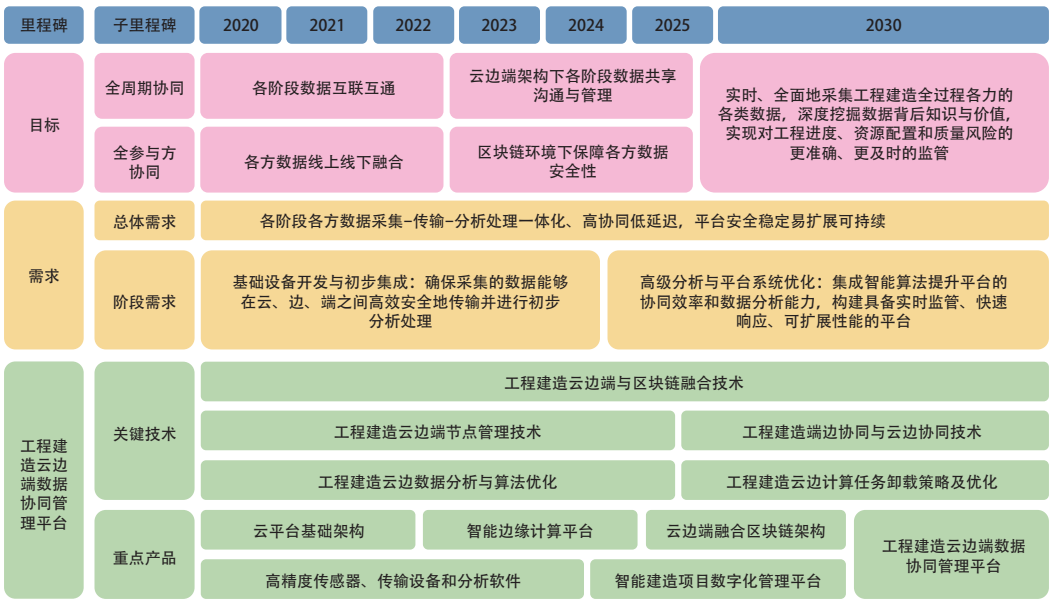 里程碑
子里程碑
2020
2021
2022
2023
2024
2025
2030
目标
全周期协同
各阶段数据互联互通
云边端架构下各阶段数据共享
沟通与管理
实时、全面地采集工程建造全过程各力的
各类数据，深度挖掘数据背后知识与价值，
实现对工程进度、资源配置和质量风险的
更准确、更及时的监管
全参与方
协同
各方数据线上线下融合
区块链环境下保障各方数据
安全性
需求
总体需求
各阶段各方数据采集-传输-分析处理一体化、高协同低延迟，平台安全稳定易扩展可持续
阶段需求
基础设备开发与初步集成：确保采集的数据能够
在云、边、端之间高效安全地传输并进行初步
分析处理
高级分析与平台系统优化：集成智能算法提升平台的
协同效率和数据分析能力，构建具备实时监管、快速
响应、可扩展性能的平台
工程建
造云边
端数据
协同管
理平台
关键技术
工程建造云边端与区块链融合技术
工程建造云边端节点管理技术
工程建造端边协同与云边协同技术
工程建造云边数据分析与算法优化
工程建造云边计算任务卸载策略及优化
重点产品
云平台基础架构
智能边缘计算平台
云边端融合区块链架构
工程建造云边端数据
协同管理平台
高精度传感器、传输设备和分析软件
智能建造项目数字化管理平台